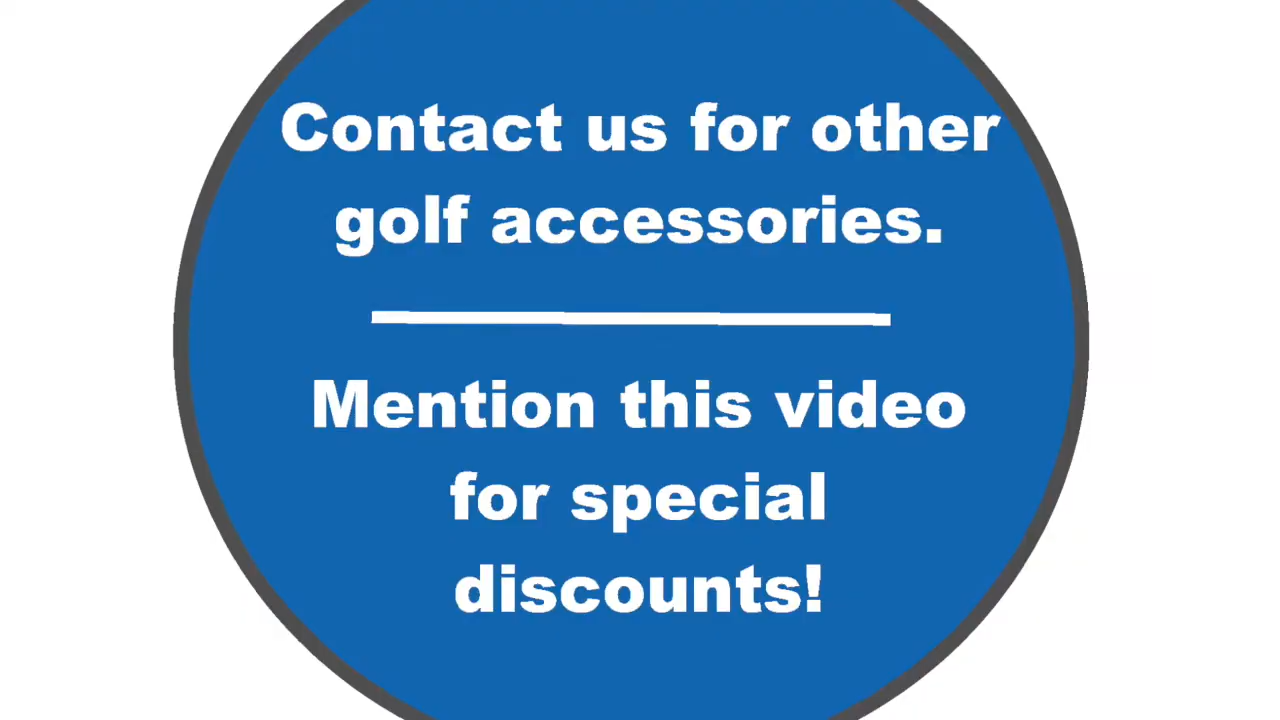 Contact us for other
golf accessories.
Mention this video
for special
discounts!